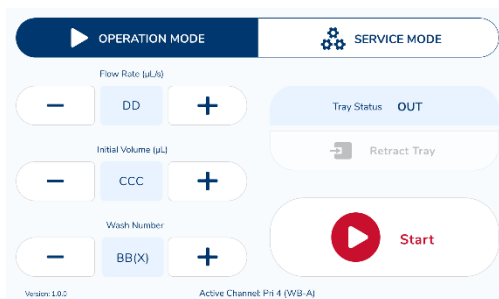 OPERATION MODE
SERVICE MODE
Flow Rate (µL/s)
− DD +
Initial Volume (µL)
− CCC +
Wash Number
− BB(X) +
Tray Status OUT
Retract Tray
Start
Version: 1.0.0
Active Channel: Pri 4 (WB-A)